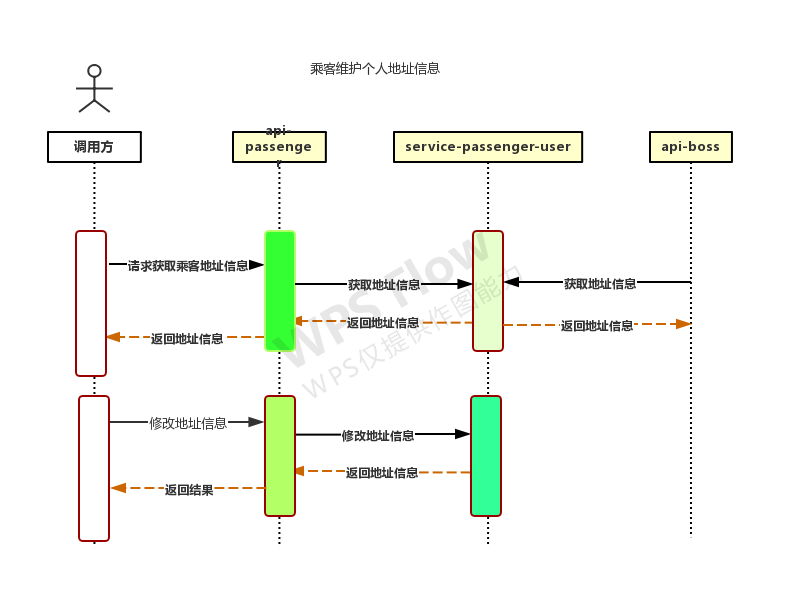 乘客维护个人地址信息
调用方
api-
passenge
r
service-passenger-user
api-boss
请求获取乘客地址信息
获取地址信息
获取地址信息
返回地址信息
返回地址信息
返回地址信息
修改地址信息
修改地址信息
返回地址信息
返回结果
WPS Flow
WPS仅提供作图能力